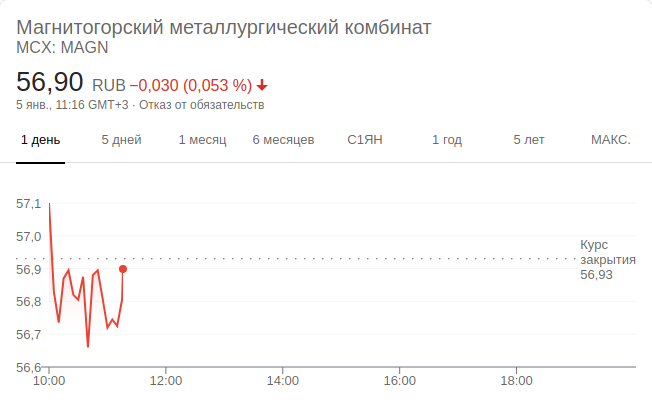 Магнитогорский металлургический комбинат
MCX: MAGN
56,90 RUB −0,030 (0,053 %)
5 янв., 11:16 GMT+3 · Отказ от обязательств
1 день 5 дней 1 месяц 6 месяцев С1ЯН 1 год 5 лет МАКС.
57,1
57,0
56,9
56,8
56,7
56,6
Курс
закрытия
56,93
10:00 12:00 14:00 16:00 18:00